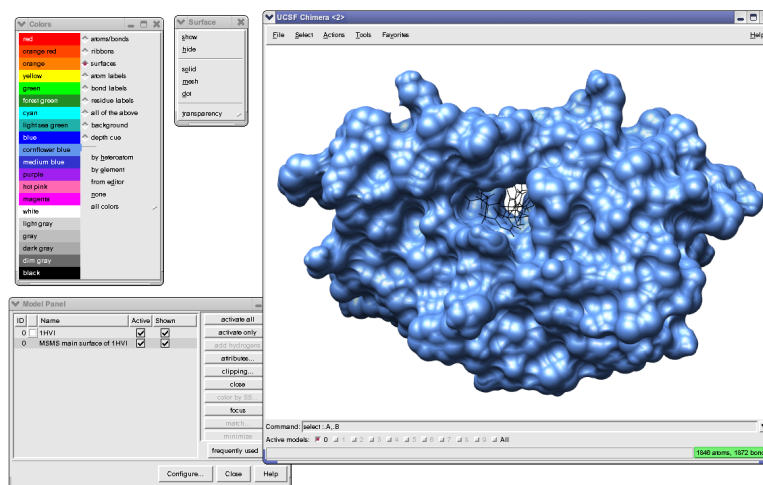 Colors
red
orange red
orange
yellow
green
forest green
cyan
light sea green
blue
cornflower blue
medium blue
purple
hot pink
magenta
white
light gray
gray
dark gray
dim gray
black
atoms/bonds
ribbons
surfaces
atom labels
bond labels
residue labels
all of the above
background
depth cue
by heteroatom
by element
from editor
none
all colors
Surface
show
hide
solid
mesh
dot
transparency
UCSF Chimera <2>
File Select Actions Tools Favorites Help
Command: select :.A,.B
Active models: 0 1 2 3 4 5 6 7 8 9 All
1846 atoms, 1872 bond
Model Panel
ID Name Active Shown
0 1HVI
0 MSMS main surface of 1HVI
activate all
activate only
add hydrogens
attributes...
clipping...
close
color by SS...
focus
match...
minimize
frequently used
Configure... Close Help